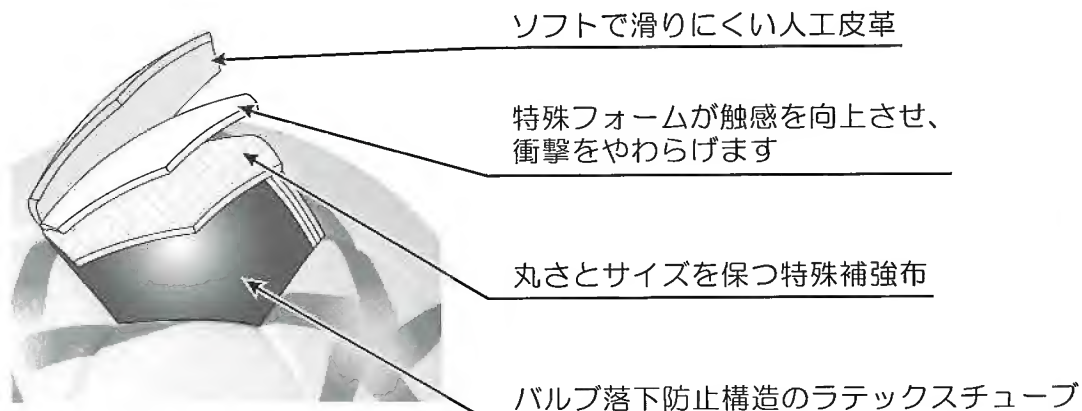 ソフトで滑りにくい人工皮革
特殊フォームが触感を向上させ、
衝撃をやわらげます
丸さとサイズを保つ特殊補強布
バルブ落下防止構造のラテックスチューブ